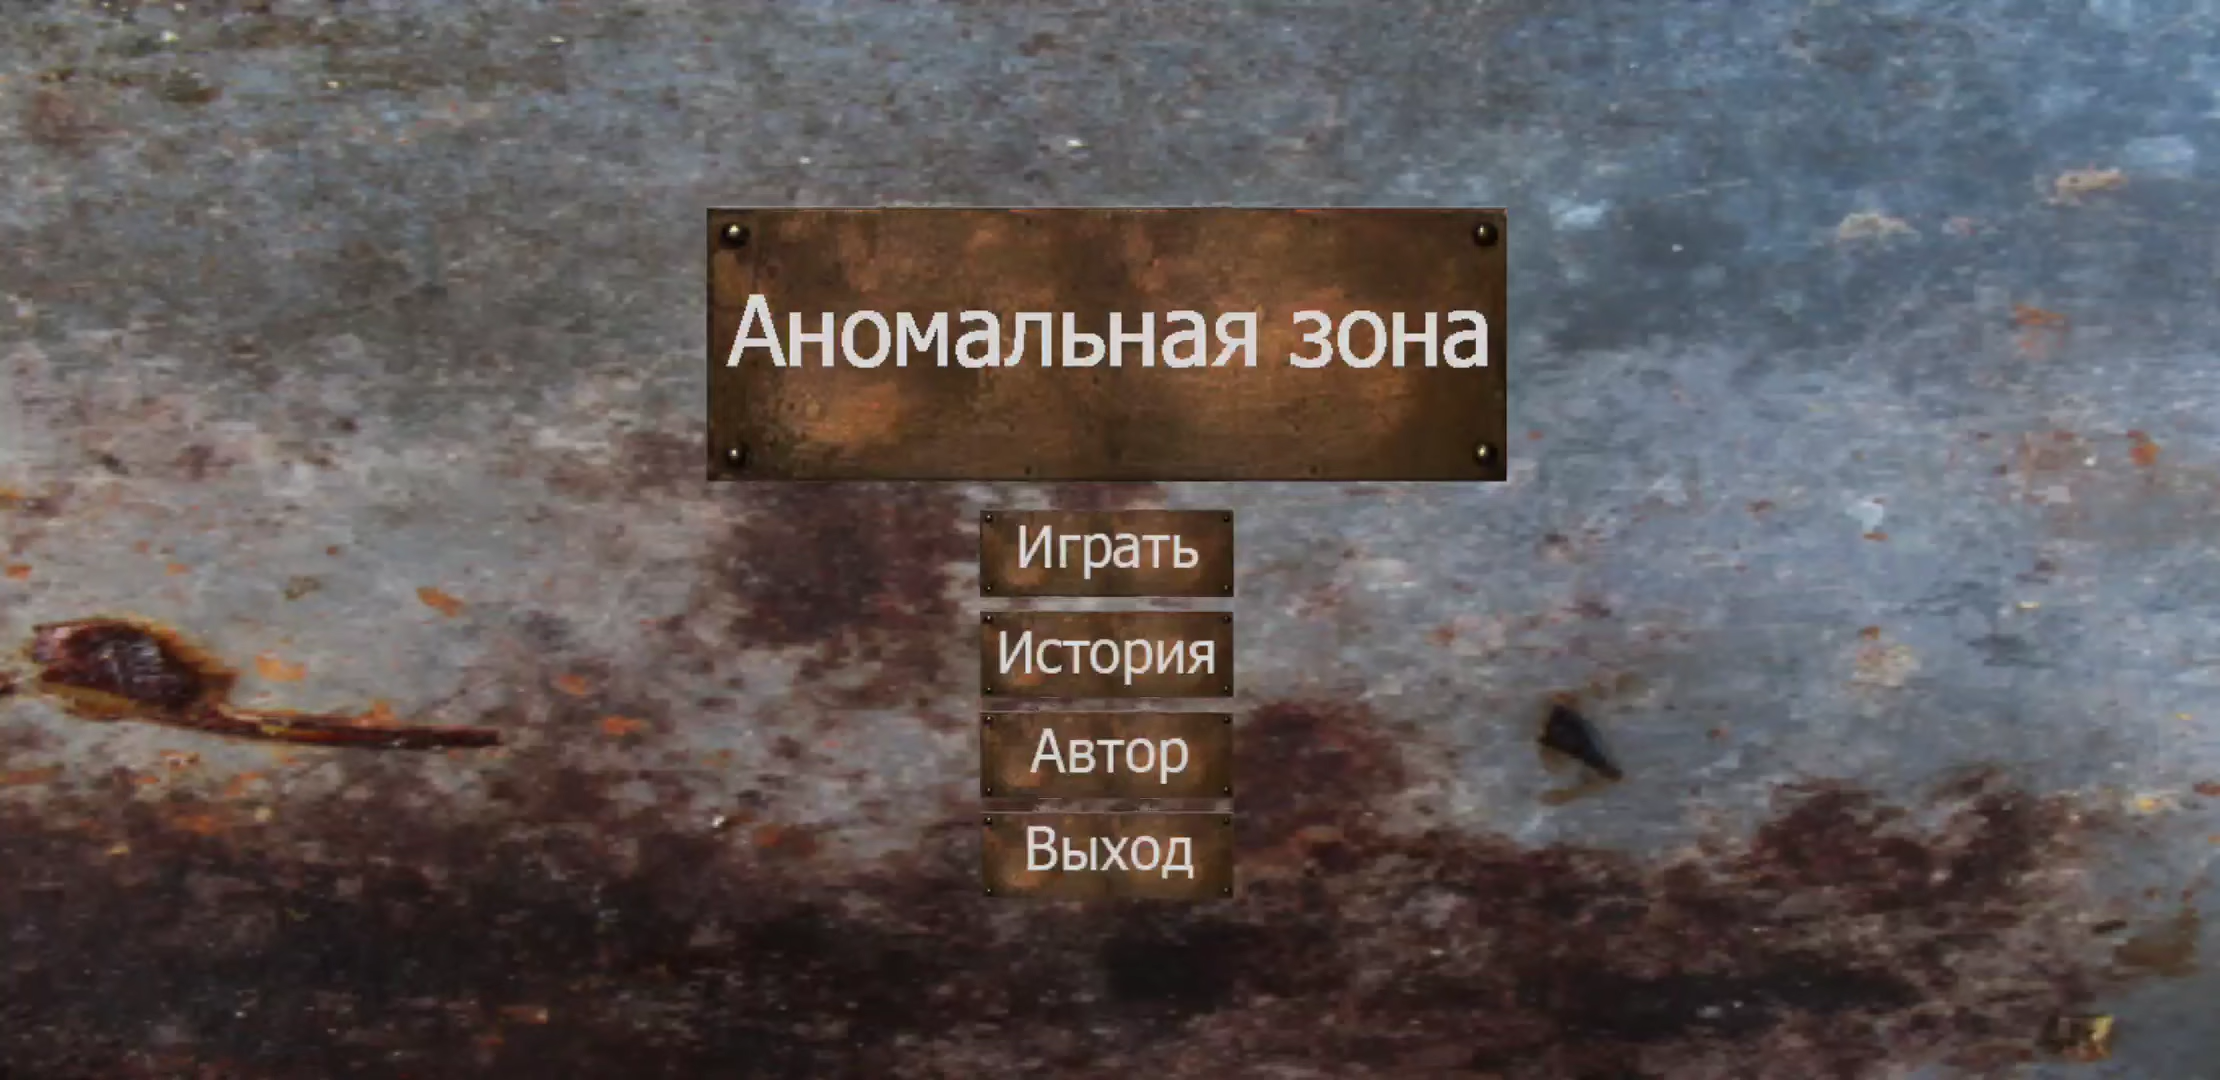 Аномальная зона
Играть
История
Автор
Выход